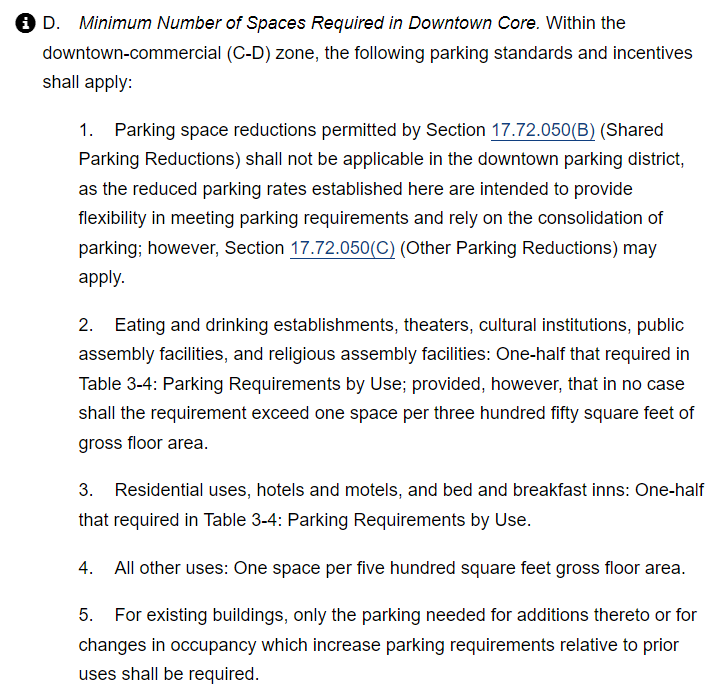 D. Minimum Number of Spaces Required in Downtown Core. Within the
downtown-commercial (C-D) zone, the following parking standards and incentives
shall apply:
1. Parking space reductions permitted by Section 17.72.050(B) (Shared
Parking Reductions) shall not be applicable in the downtown parking district,
as the reduced parking rates established here are intended to provide
flexibility in meeting parking requirements and rely on the consolidation of
parking; however, Section 17.72.050(C) (Other Parking Reductions) may
apply.
2. Eating and drinking establishments, theaters, cultural institutions, public
assembly facilities, and religious assembly facilities: One-half that required in
Table 3-4: Parking Requirements by Use; provided, however, that in no case
shall the requirement exceed one space per three hundred fifty square feet of
gross floor area.
3. Residential uses, hotels and motels, and bed and breakfast inns: One-half
that required in Table 3-4: Parking Requirements by Use.
4. All other uses: One space per five hundred square feet gross floor area.
5. For existing buildings, only the parking needed for additions thereto or for
changes in occupancy which increase parking requirements relative to prior
uses shall be required.